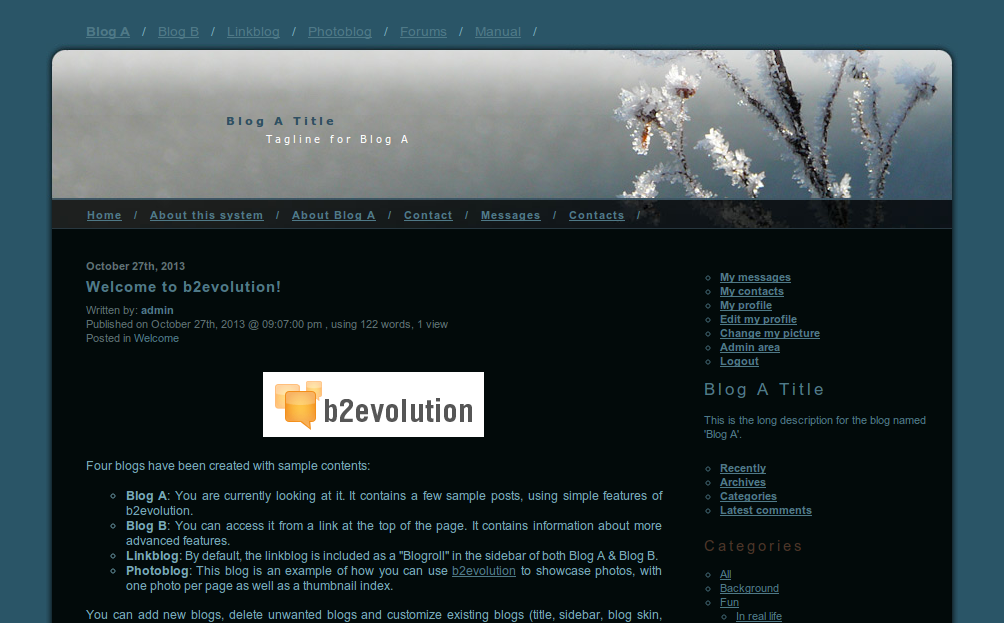 Blog A / Blog B / Linkblog / Photoblog / Forums / Manual /
Blog A Title
Tagline for Blog A
Home / About this system / About Blog A / Contact / Messages / Contacts /
October 27th, 2013
Welcome to b2evolution!
Written by: admin
Published on October 27th, 2013 @ 09:07:00 pm , using 122 words, 1 view
Posted in Welcome
b2evolution
Four blogs have been created with sample contents:
Blog A: You are currently looking at it. It contains a few sample posts, using simple features of
b2evolution.
Blog B: You can access it from a link at the top of the page. It contains information about more
advanced features.
Linkblog: By default, the linkblog is included as a "Blogroll" in the sidebar of both Blog A & Blog B.
Photoblog: This blog is an example of how you can use b2evolution to showcase photos, with
one photo per page as well as a thumbnail index.
You can add new blogs, delete unwanted blogs and customize existing blogs (title, sidebar, blog skin,
My messages
My contacts
My profile
Edit my profile
Change my picture
Admin area
Logout
Blog A Title
This is the long description for the blog named
'Blog A'.
Recently
Archives
Categories
Latest comments
Categories
All
Background
Fun
In real life